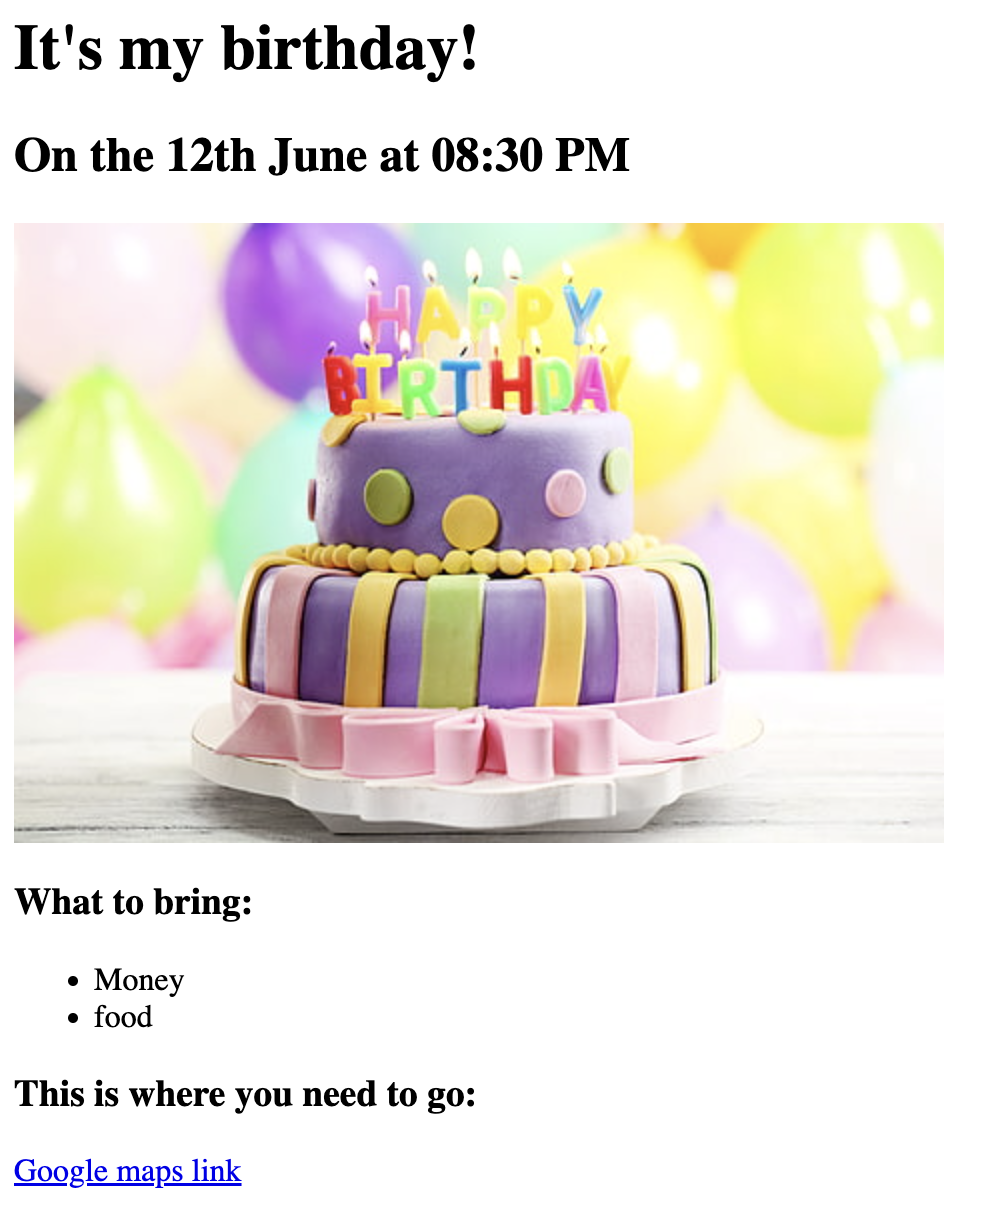 It's my birthday!
On the 12th June at 08:30 PM
HAPPY
BIRTHDAY
What to bring:
Money
food
This is where you need to go:
Google maps link